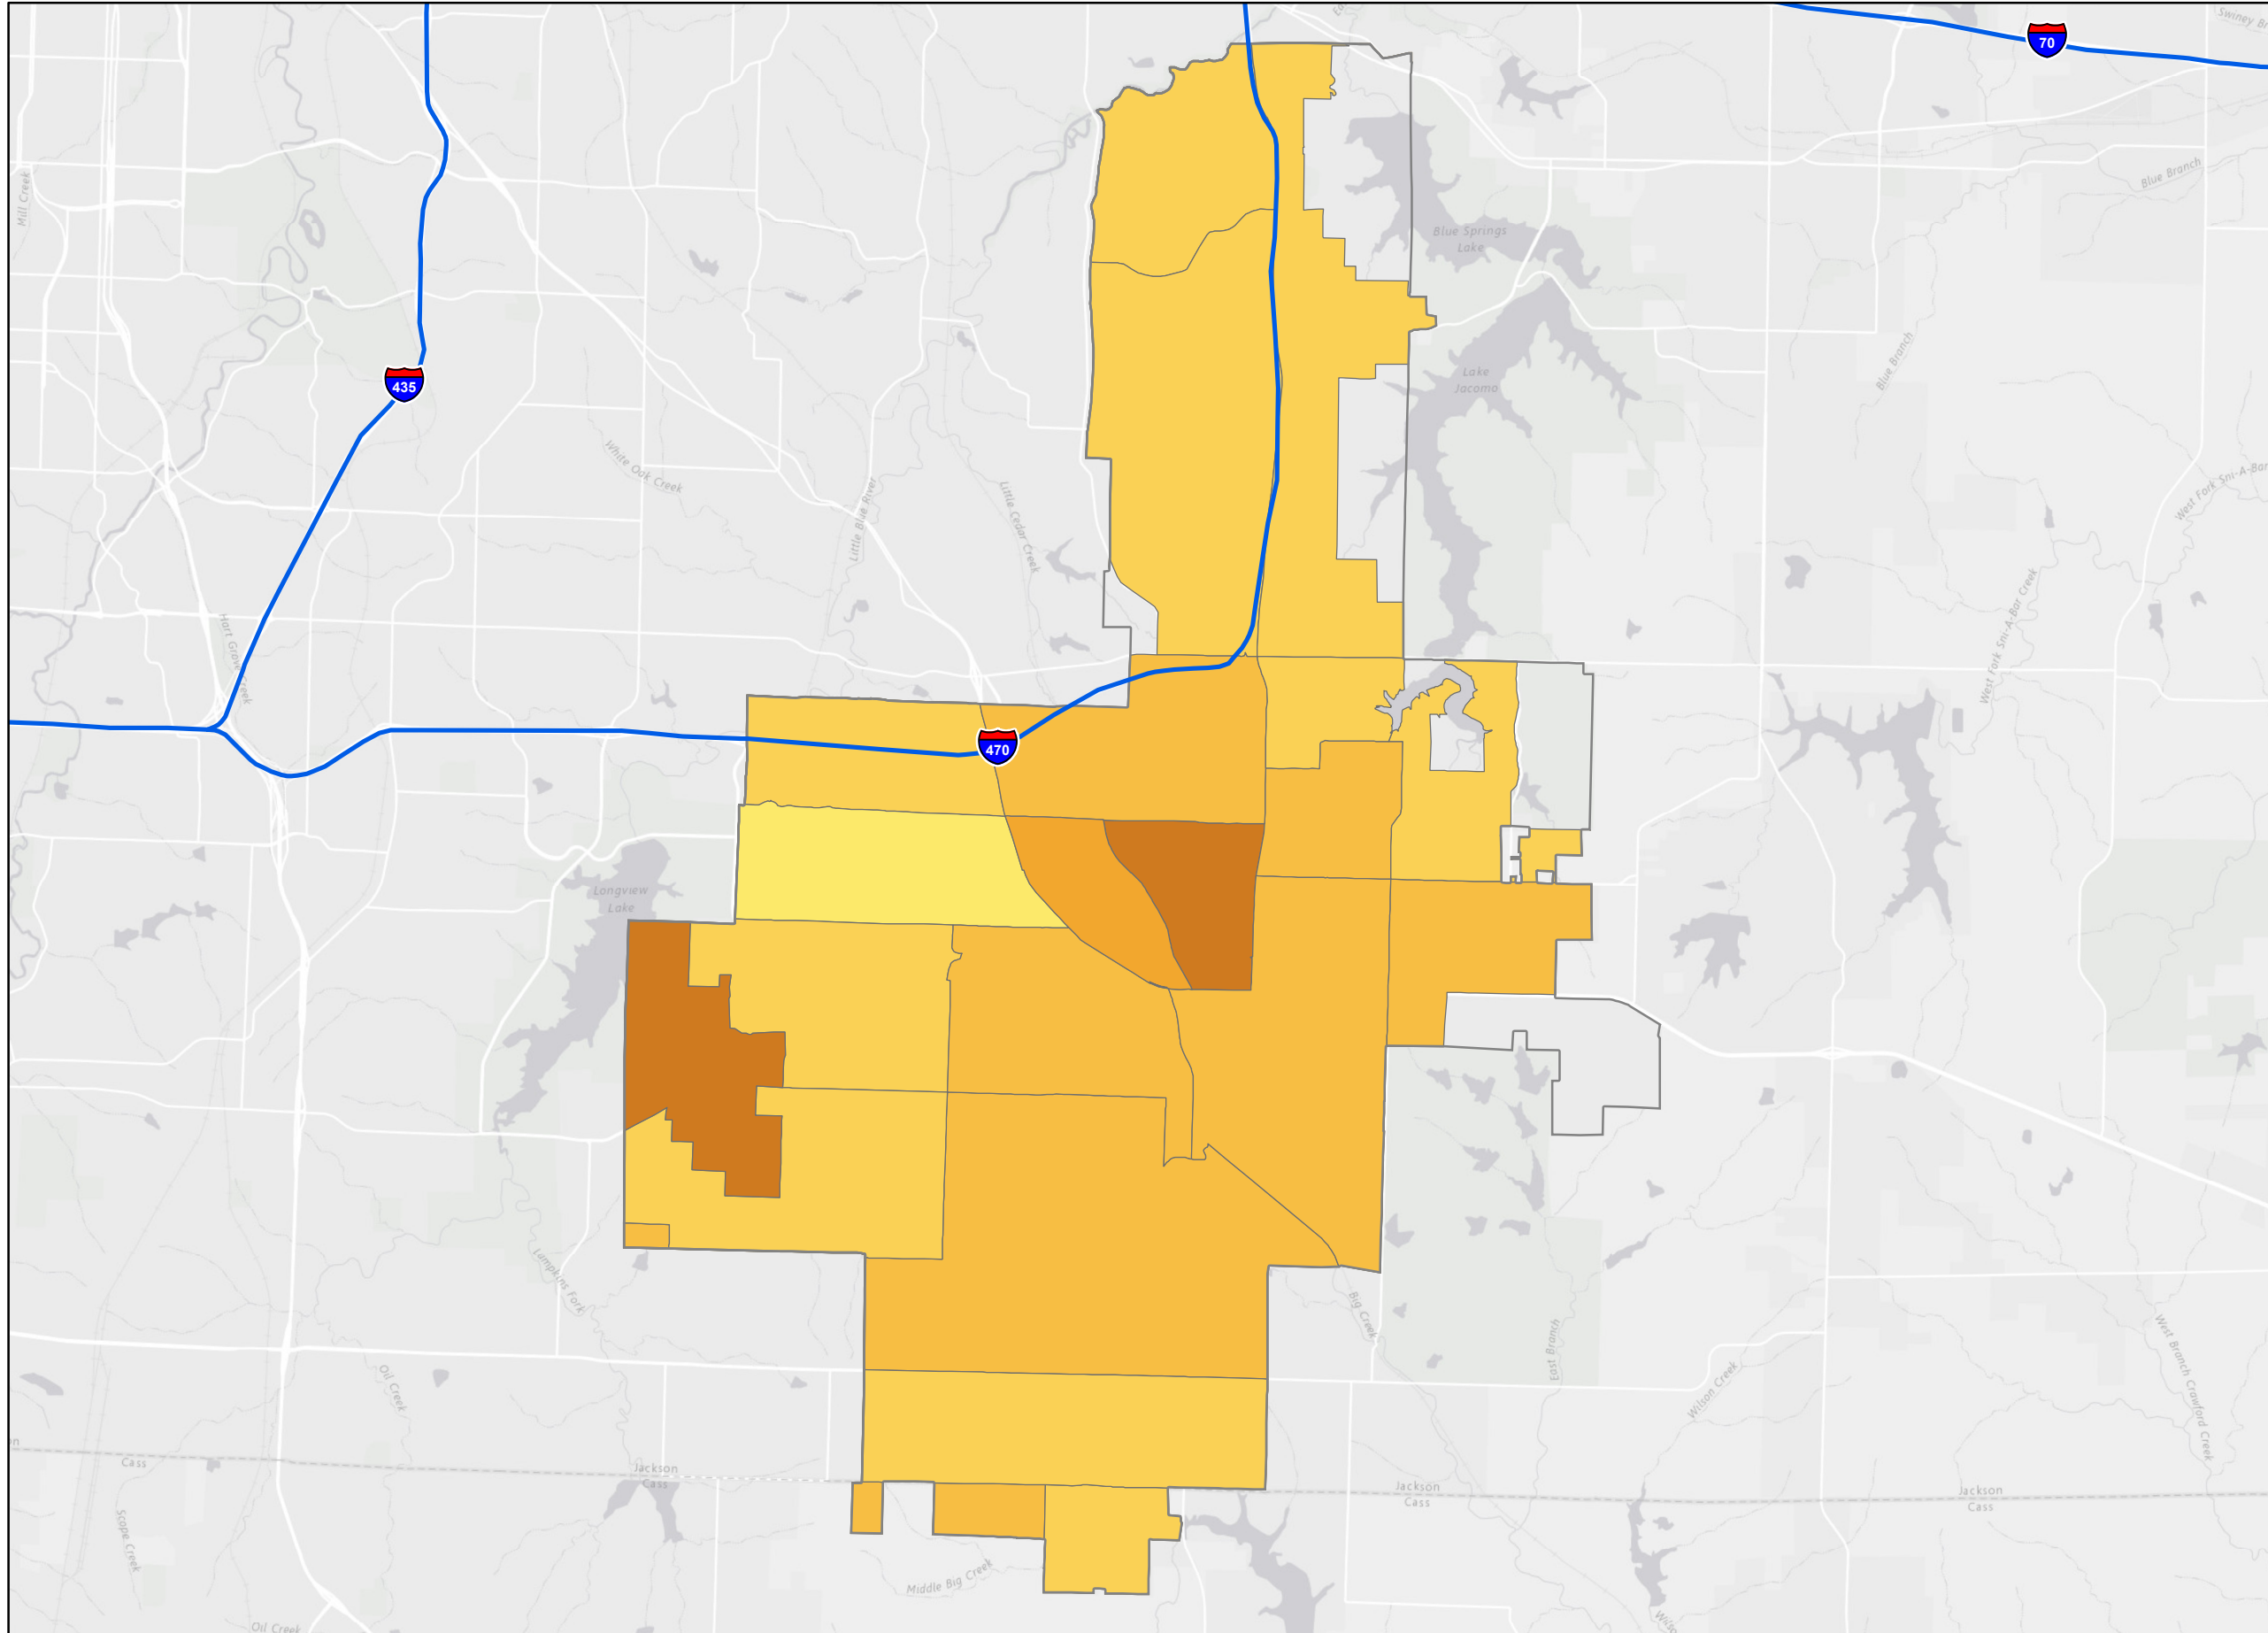 70
Mill Creek
Blue Branch
Blue Springs
Lake
435
Lake
Jacomo
Blue Branch
White Oak Creek
Little Blue River
Little Cedar Creek
West Fork Sni-A-Bar
West Fork Sni-A-Bar Creek
Hart Grove Creek
470
Longview
Lake
Lumpkins Fork
Big Creek
East Branch
West Branch Crawford Creek
Wilson Creek
Oil Creek
Cass
Jackson
Cass
Jackson
Cass
Jackson
Cass
Scope Creek
Middle Big Creek
Oil Creek